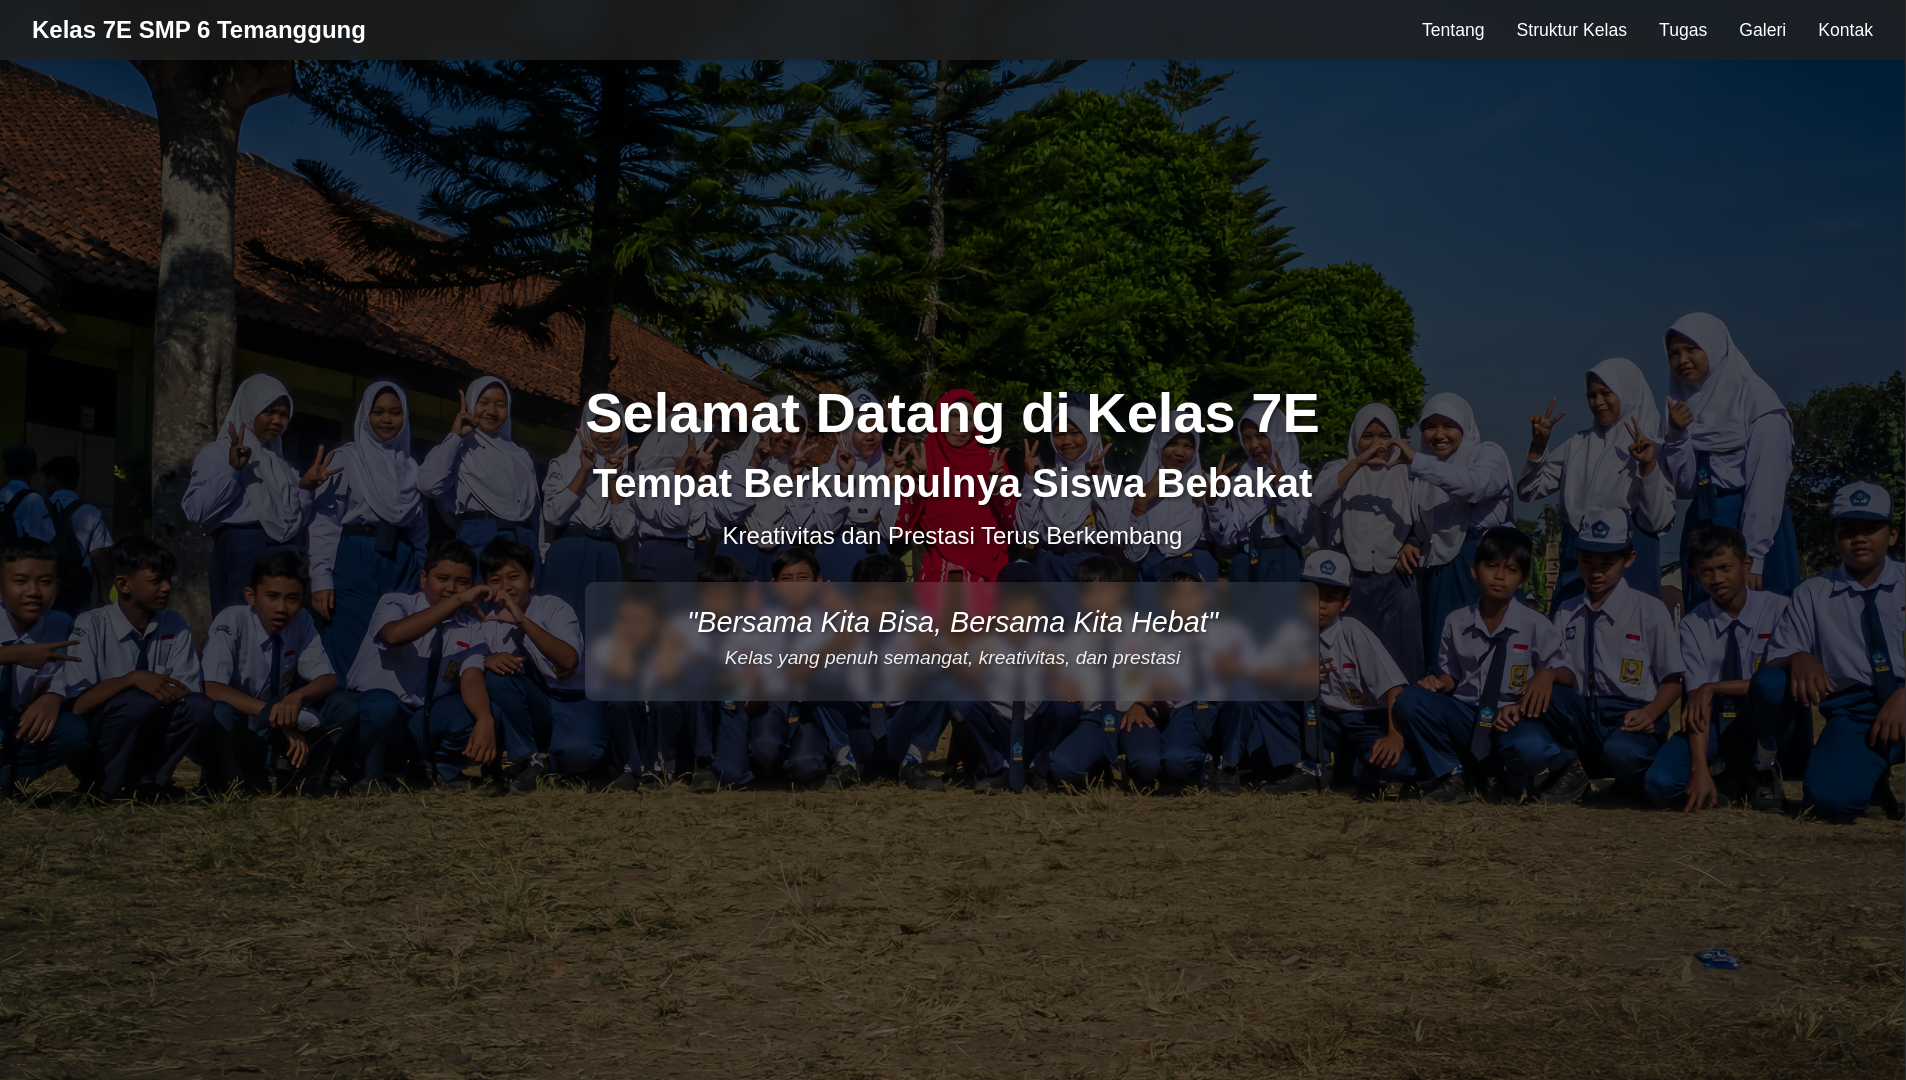 Kelas 7E SMP 6 Temanggung
Tentang Struktur Kelas Tugas Galeri Kontak
Selamat Datang di Kelas 7E
Tempat Berkumpulnya Siswa Bebakat
Kreativitas dan Prestasi Terus Berkembang
"Bersama Kita Bisa, Bersama Kita Hebat"
Kelas yang penuh semangat, kreativitas, dan prestasi